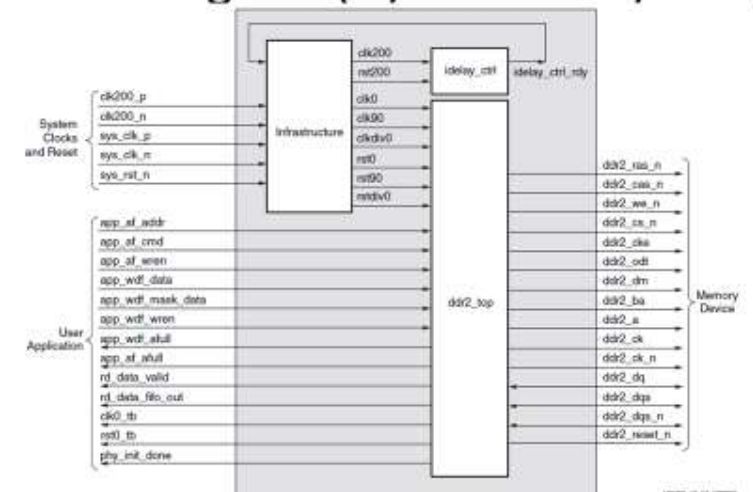 clk200_p
clk200_n
sys_clk_p
sys_clk_n
sys_rst_n
System
Clocks
and Reset
Infrastructure
clk200
rst200
clk0
clk90
clkdiv0
rst0
rst90
rstdiv0
idelay_ctrl
idelay_ctrl_rdy
app_af_addr
app_af_cmd
app_af_wren
app_wdf_data
app_wdf_mask_data
app_wdf_wren
app_wdf_afull
app_af_afull
rd_data_valid
rd_data_fifo_out
clk0_tb
rst0_tb
phy_init_done
User
Application
ddr2_top
ddr2_ras_n
ddr2_cas_n
ddr2_we_n
ddr2_cs_n
ddr2_cke
ddr2_odt
ddr2_dm
ddr2_ba
ddr2_a
ddr2_ck
ddr2_ck_n
ddr2_dq
ddr2_dqs
ddr2_dqs_n
ddr2_reset_n
Memory
Device